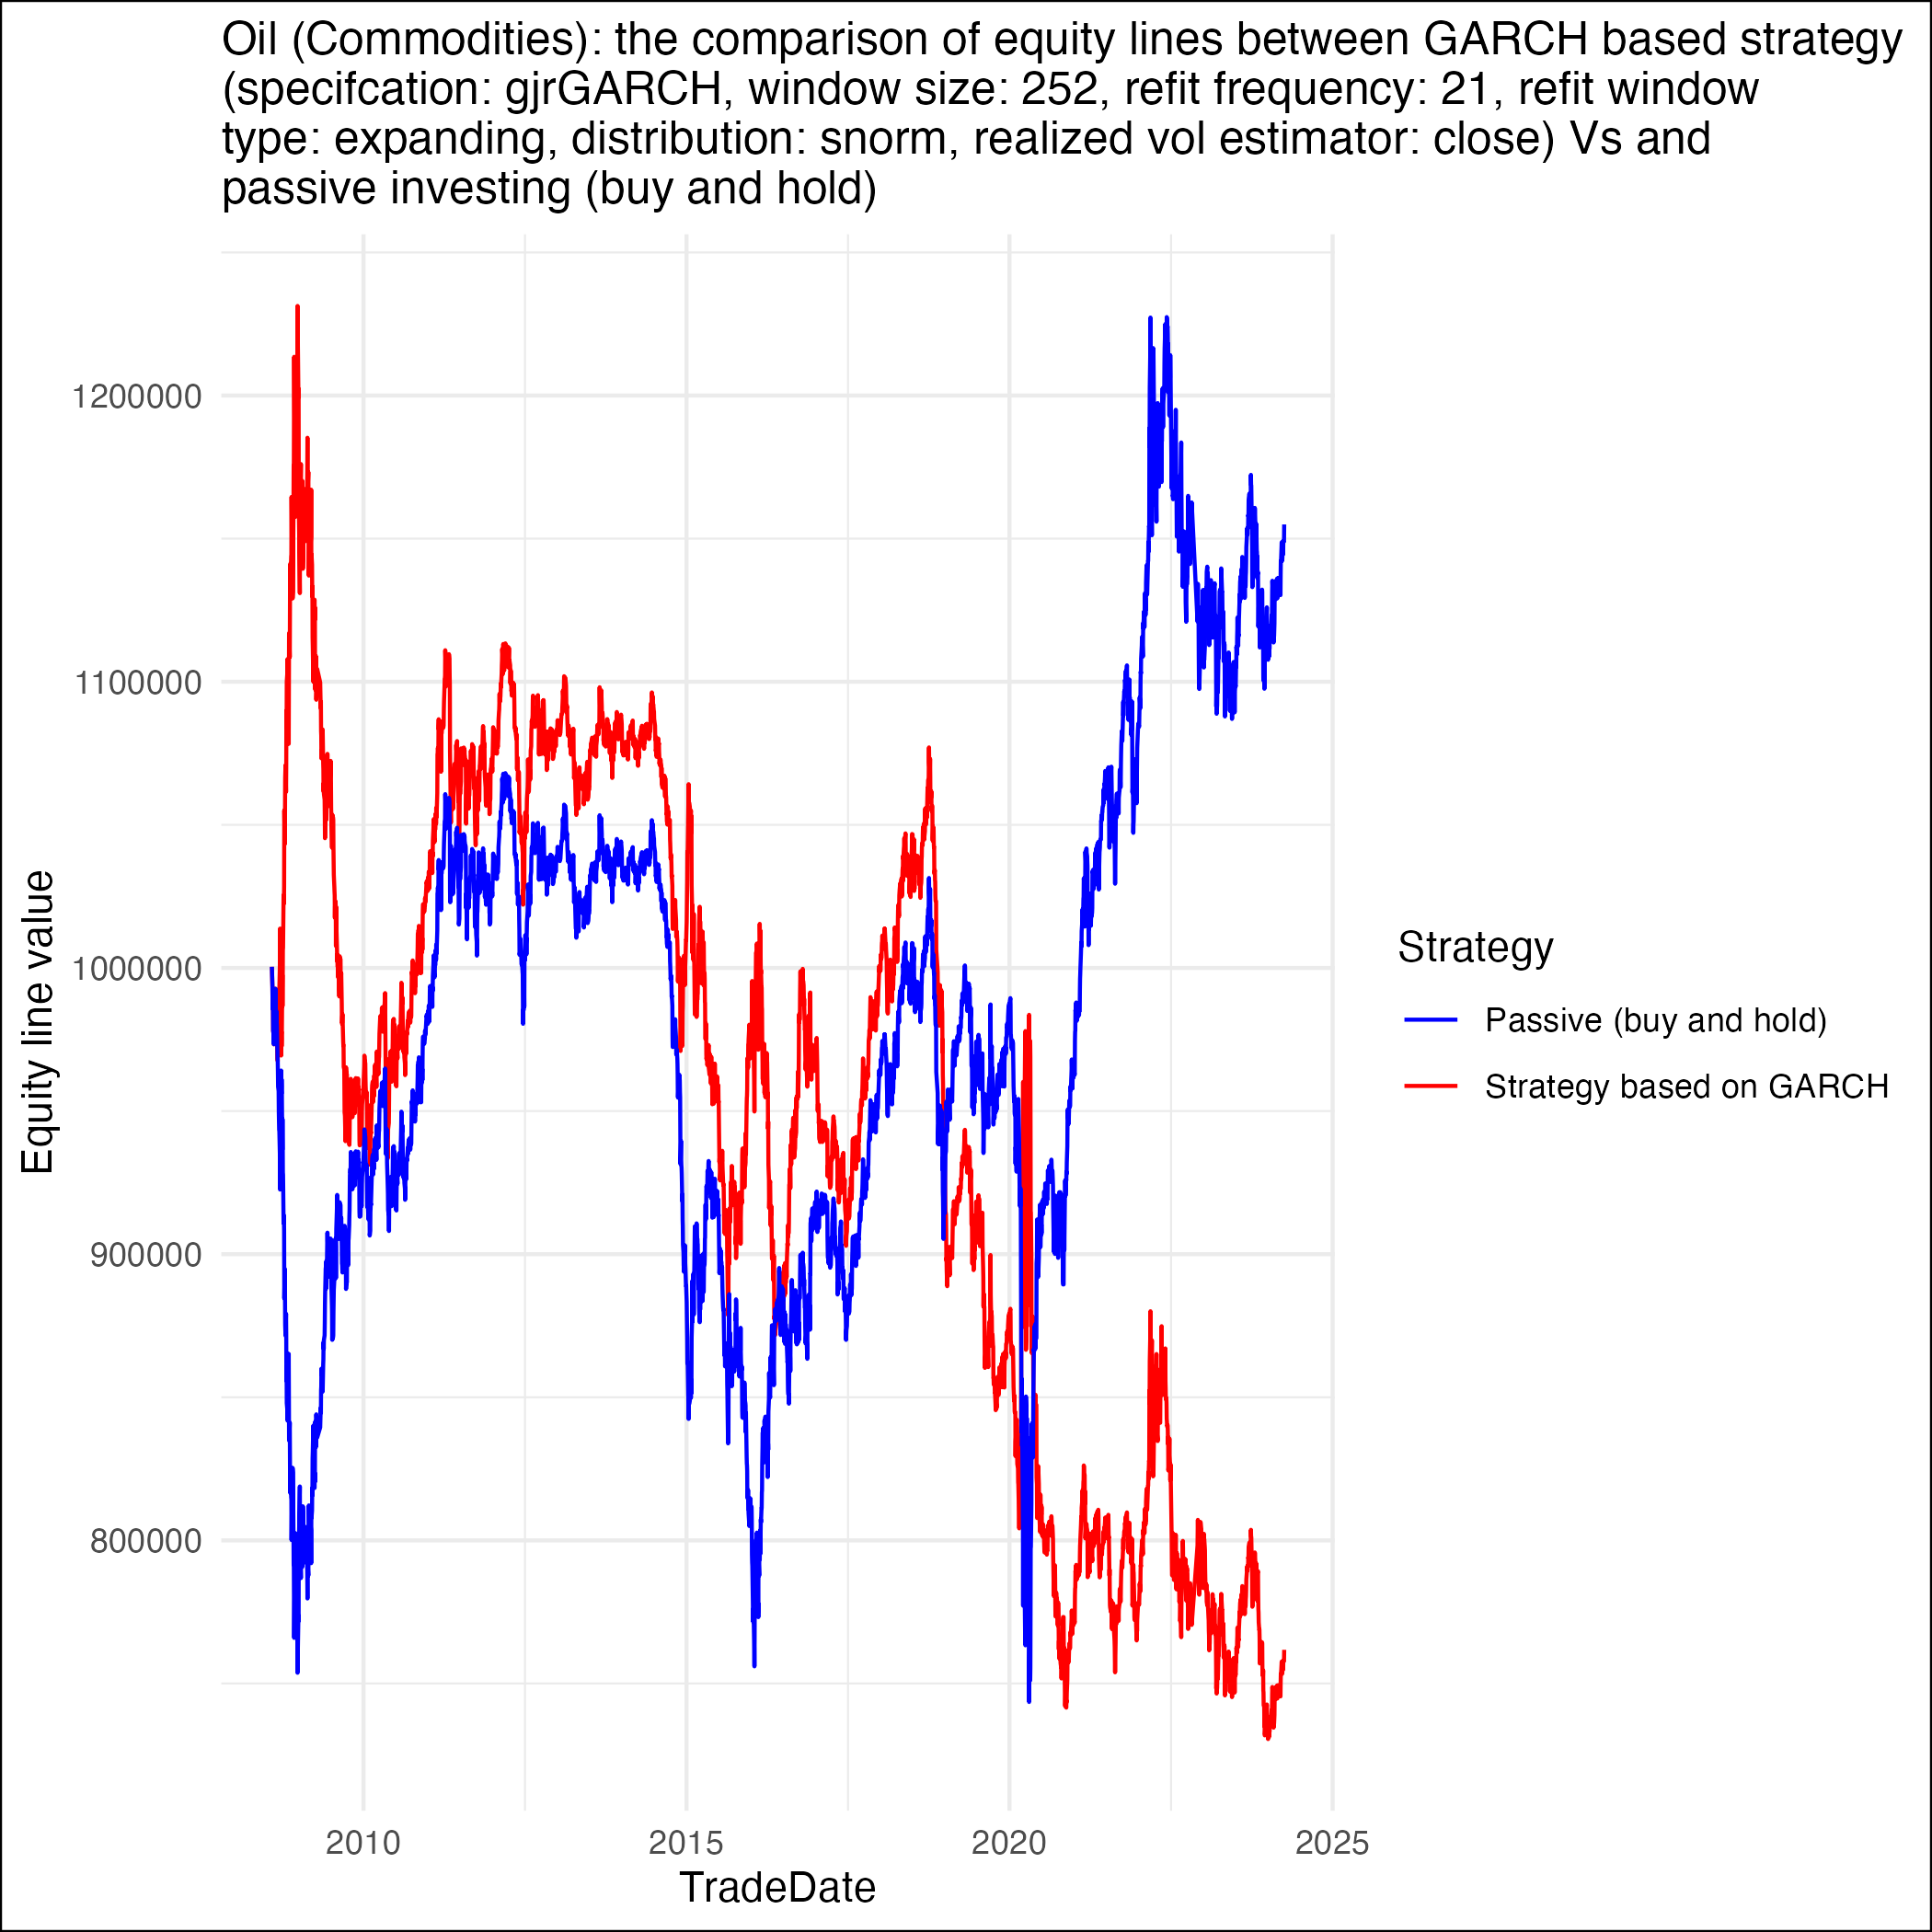 Oil (Commodities): the comparison of equity lines between GARCH based strategy
(specifcation: gjrGARCH, window size: 252, refit frequency: 21, refit window
type: expanding, distribution: snorm, realized vol estimator: close) Vs and
passive investing (buy and hold)
Equity line value
1200000
1100000
1000000
900000
800000
2010
2015
2020
2025
TradeDate
Strategy
Passive (buy and hold)
Strategy based on GARCH